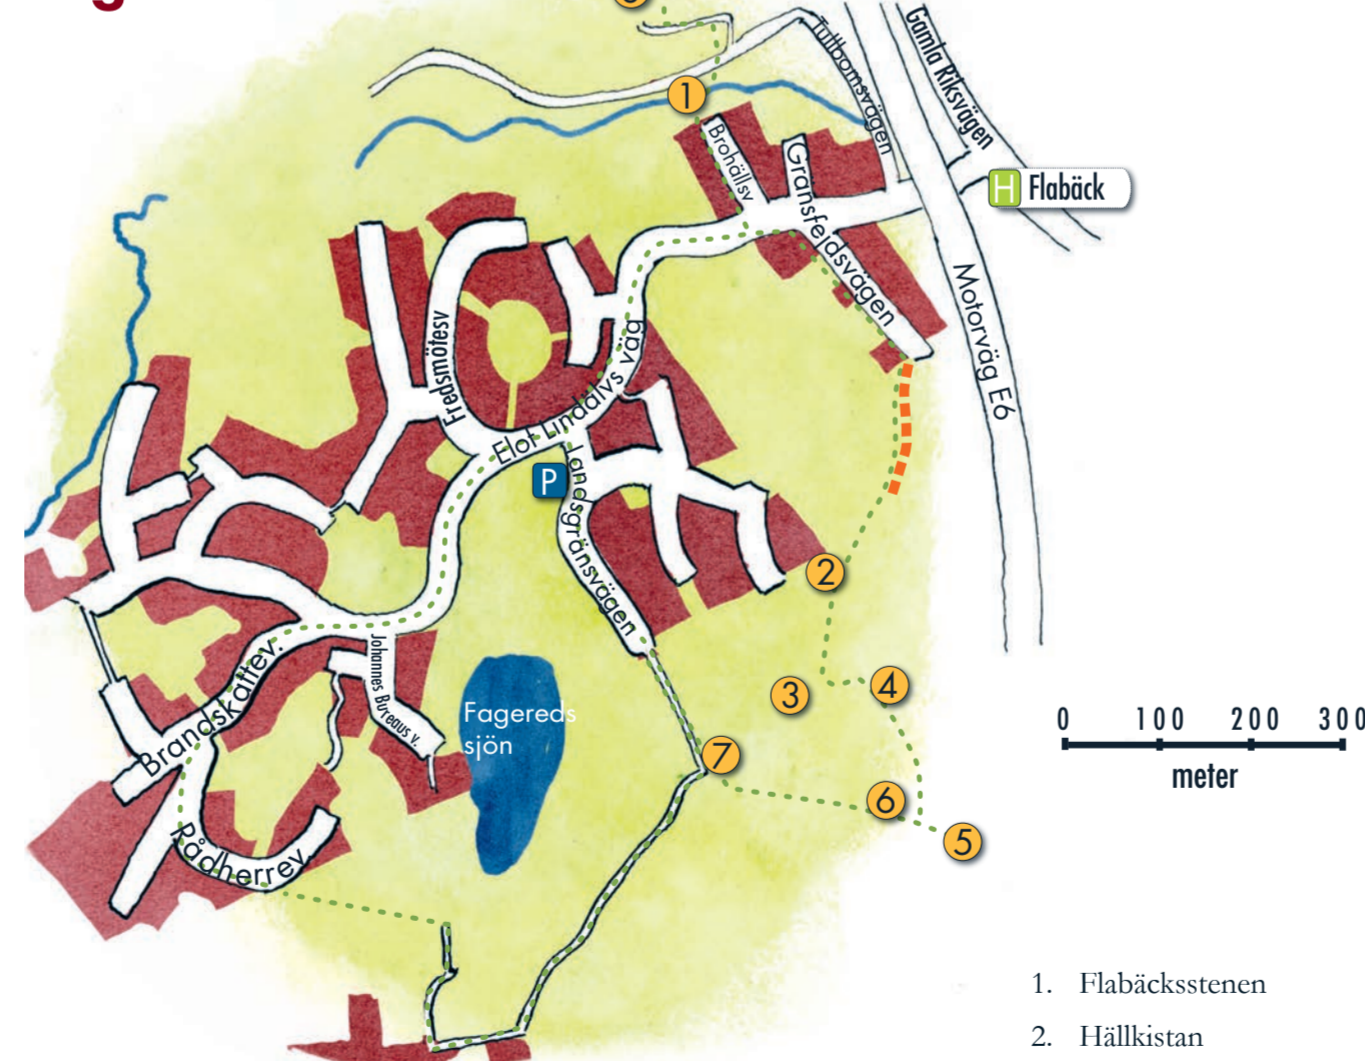 g
1
Tullbomsvägen
Gamla Riksvägen
H Flabäck
Brohällsv
Gränsfejdsvägen
Motorväg E6
Fredsmötesv
Elof Lindälvs väg
P
Landsgränsvägen
2
3
4
Johannes Bureaus v.
Brandskattev.
Fagereds
sjön
7
6
5
Rådherrev.
0 100 200 300
meter
1. Flabäcksstenen
2. Hällkistan